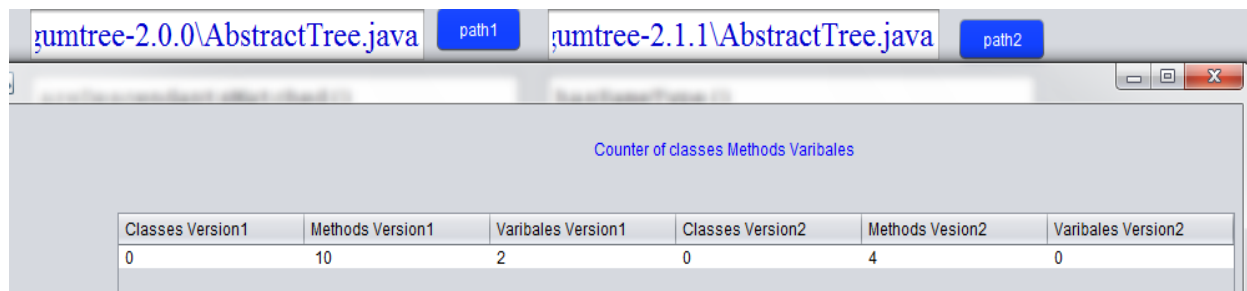 gumtree-2.0.0\AbstractTree.java path1 gumtree-2.1.1\AbstractTree.java path2
Counter of classes Methods Varibales
Classes Version1 Methods Version1 Varibales Version1 Classes Version2 Methods Vesion2 Varibales Version2
0 10 2 0 4 0